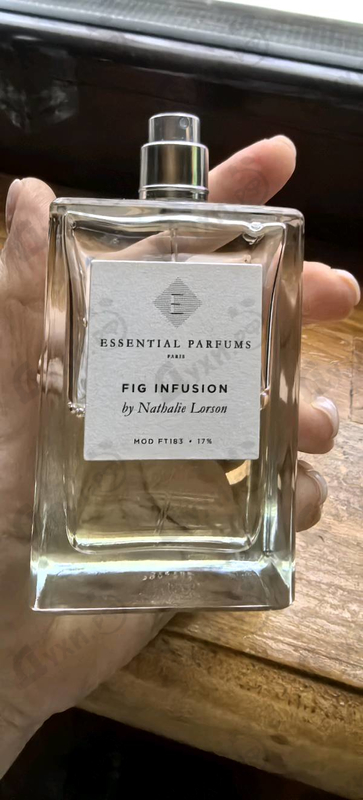 E
ESSENTIAL PARFUMS
PARIS
FIG INFUSION
by Nathalie Lorson
MOD FT183 • 17%